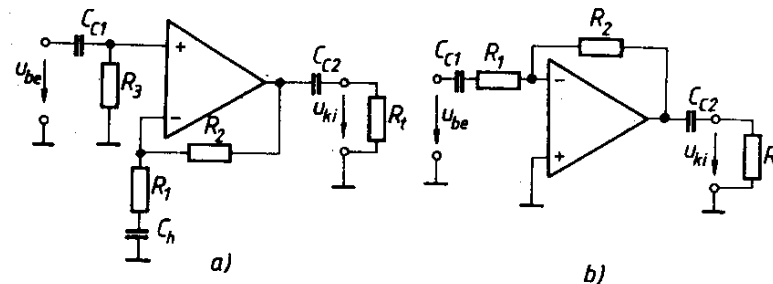 C_C1
+
u_be
R_3
−
R_2
C_C2
u_ki
R_t
R_1
C_h
a)
R_2
C_C1
R_1
−
u_be
+
C_C2
u_ki
R
b)